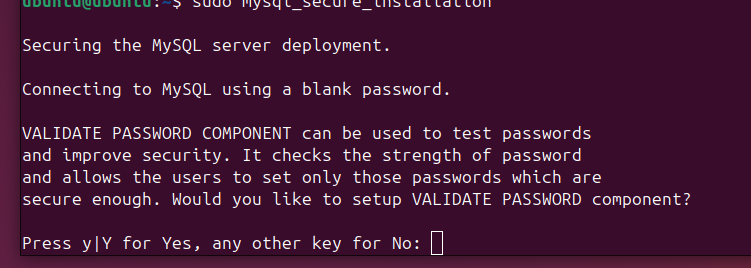 ubuntu@ubuntu:~$ sudo mysql_secure_installation
Securing the MySQL server deployment.
Connecting to MySQL using a blank password.
VALIDATE PASSWORD COMPONENT can be used to test passwords
and improve security. It checks the strength of password
and allows the users to set only those passwords which are
secure enough. Would you like to setup VALIDATE PASSWORD component?
Press y|Y for Yes, any other key for No: